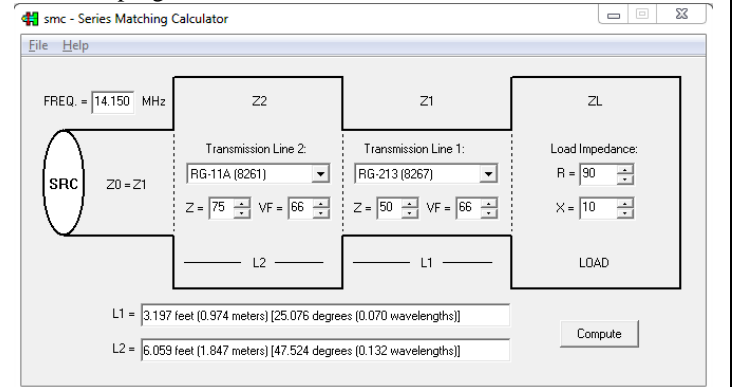 smc - Series Matching Calculator
File Help
FREQ. = 14.150 MHz
Z2
Z1
ZL
Transmission Line 2:
Transmission Line 1:
Load Impedance:
RG-11A (8261)
RG-213 (8267)
R = 90
SRC
Z0 = Z1
Z = 75 VF = 66
Z = 50 VF = 66
X = 10
L2
L1
LOAD
L1 = 3.197 feet (0.974 meters) [25.076 degrees (0.070 wavelengths)]
Compute
L2 = 6.059 feet (1.847 meters) [47.524 degrees (0.132 wavelengths)]